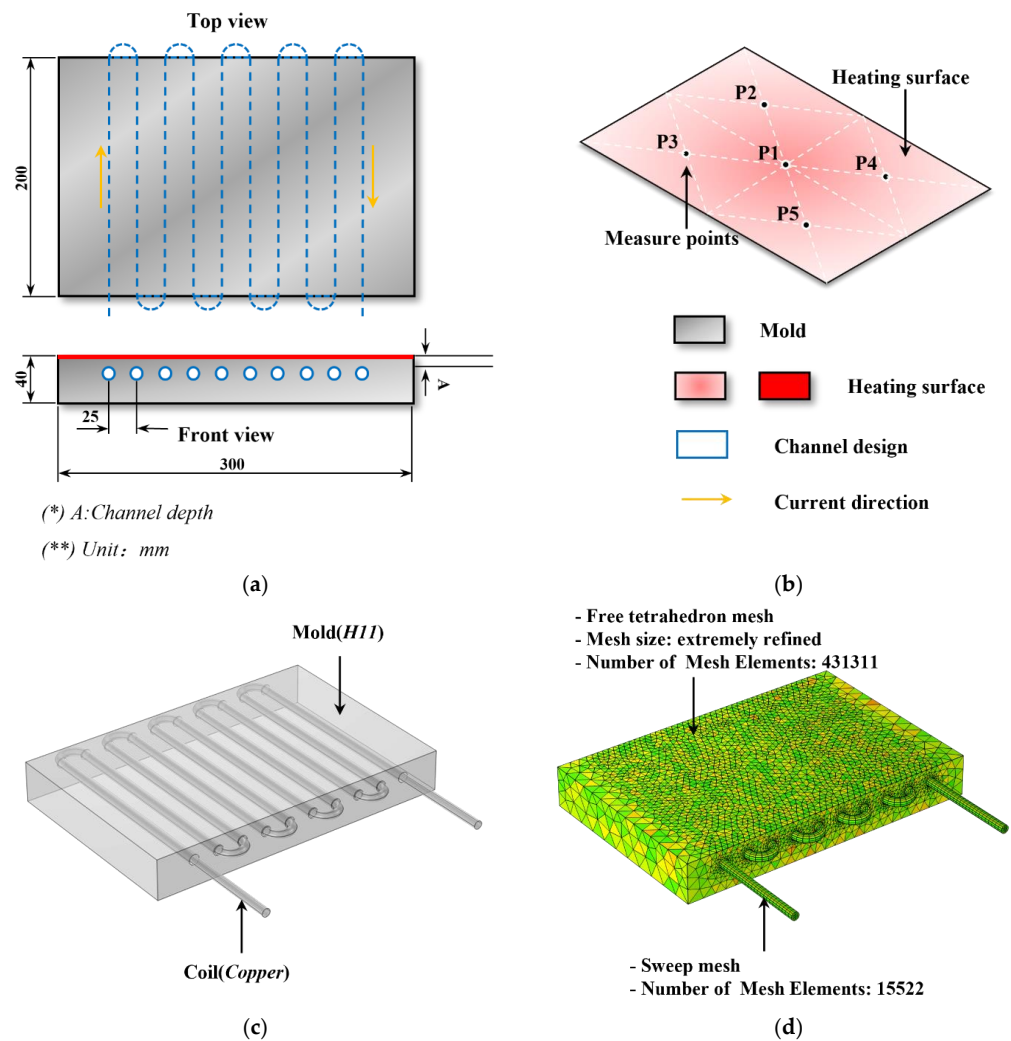 Top view
200
40
A
25
Front view
300
(*) A:Channel depth
(**) Unit：mm
(a)
P2
Heating surface
P3
P1
P4
P5
Measure points
Mold
Heating surface
Channel design
Current direction
(b)
Mold(H11)
Coil(Copper)
(c)
- Free tetrahedron mesh
- Mesh size: extremely refined
- Number of Mesh Elements: 431311
- Sweep mesh
- Number of Mesh Elements: 15522
(d)